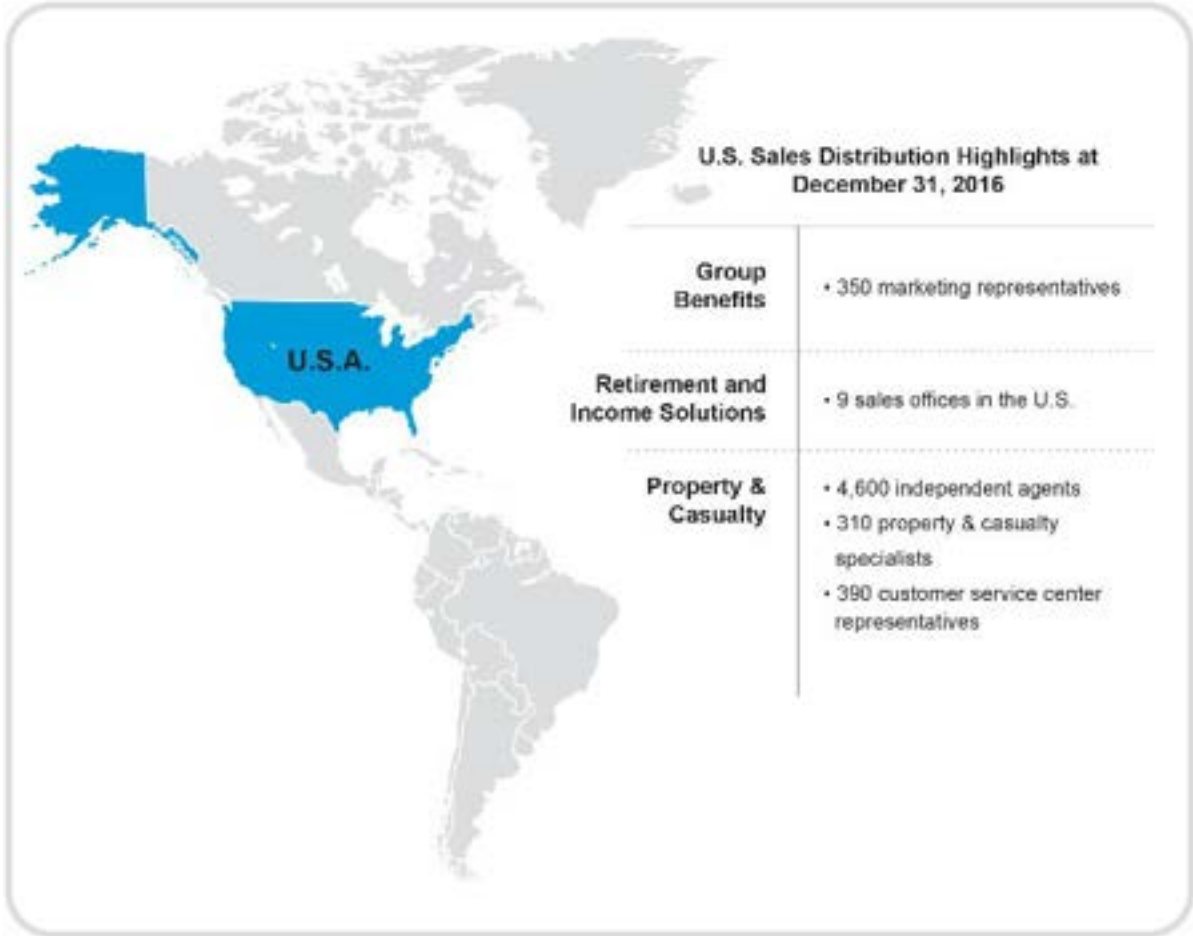 U.S. Sales Distribution Highlights at
December 31, 2016
Group
Benefits
• 350 marketing representatives
U.S.A.
Retirement and
Income Solutions
• 9 sales offices in the U.S.
Property &
Casualty
• 4,600 independent agents
• 310 property & casualty
specialists
• 390 customer service center
representatives